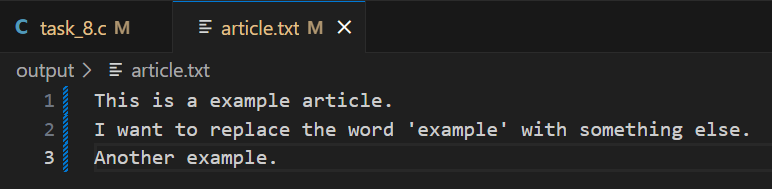 C task_8.c M article.txt M
output > article.txt
1 This is a example article.
2 I want to replace the word 'example' with something else.
3 Another example.